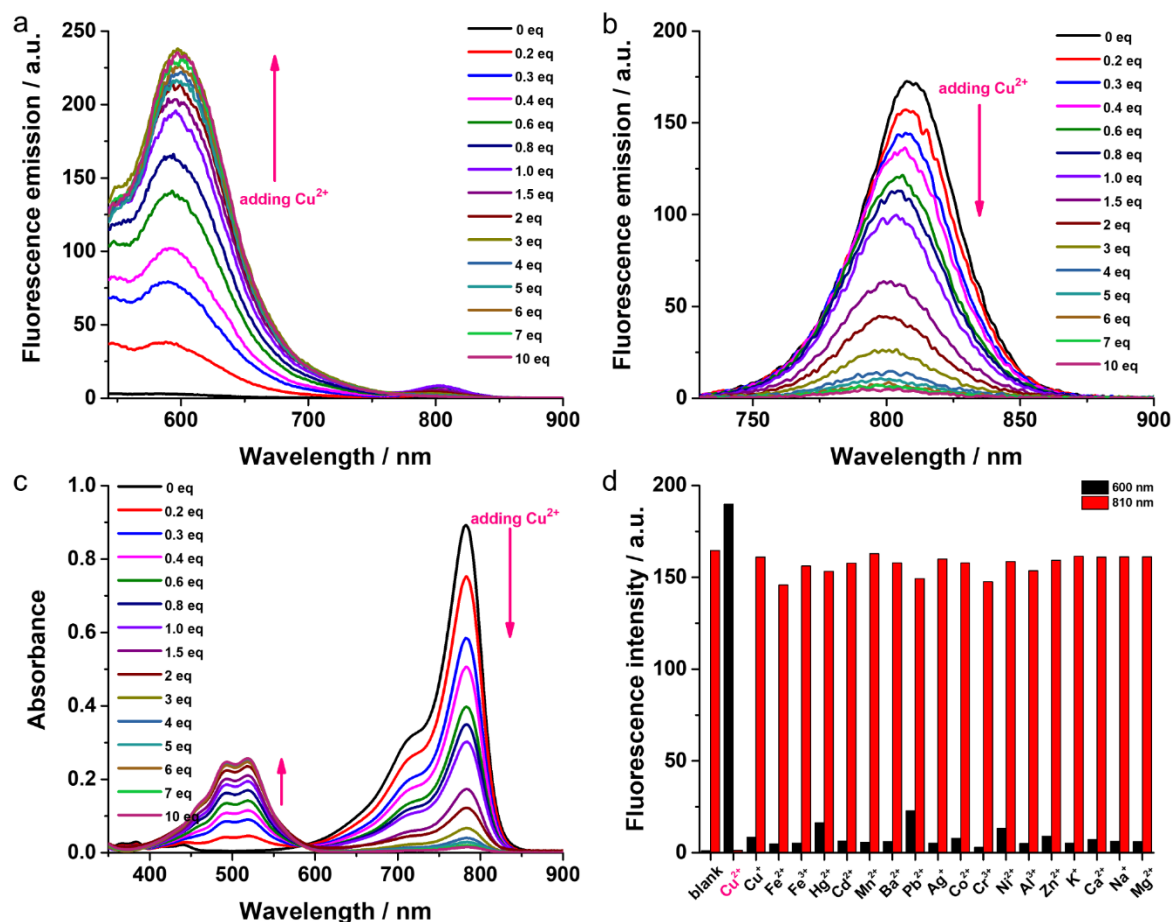 a
Fluorescence emission / a.u.
250
200
150
100
50
0
600
700
800
900
Wavelength / nm
adding Cu²⁺
0 eq
0.2 eq
0.3 eq
0.4 eq
0.6 eq
0.8 eq
1.0 eq
1.5 eq
2 eq
3 eq
4 eq
5 eq
6 eq
7 eq
10 eq
b
Fluorescence emission / a.u.
200
150
100
50
0
750
800
850
900
Wavelength / nm
adding Cu²⁺
0 eq
0.2 eq
0.3 eq
0.4 eq
0.6 eq
0.8 eq
1.0 eq
1.5 eq
2 eq
3 eq
4 eq
5 eq
6 eq
7 eq
10 eq
c
Absorbance
1.0
0.8
0.6
0.4
0.2
0.0
400
500
600
700
800
900
Wavelength / nm
adding Cu²⁺
0 eq
0.2 eq
0.3 eq
0.4 eq
0.6 eq
0.8 eq
1.0 eq
1.5 eq
2 eq
3 eq
4 eq
5 eq
6 eq
7 eq
10 eq
d
Fluorescence intensity / a.u.
200
150
100
50
0
600 nm
810 nm
blank
Cu²⁺
Cu⁺
Fe²⁺
Fe³⁺
Hg²⁺
Cd²⁺
Mn²⁺
Ba²⁺
Pb²⁺
Ag⁺
Co²⁺
Cr³⁺
Ni²⁺
Al³⁺
Zn²⁺
K⁺
Ca²⁺
Na⁺
Mg²⁺